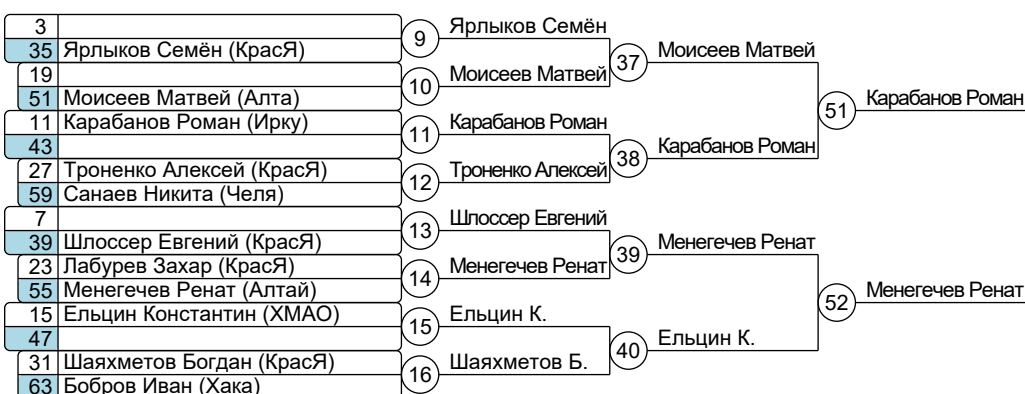 3
35 Ярлыков Семён (КрасЯ)
19
51 Моисеев Матвей (Алта)
11 Карабанов Роман (Ирку)
43
27 Троненко Алексей (КрасЯ)
59 Санаев Никита (Челя)
7
39 Шлоссер Евгений (КрасЯ)
23 Лабурев Захар (КрасЯ)
55 Менегечев Ренат (Алтай)
15 Ельцин Константин (ХМАО)
47
31 Шаяхметов Богдан (КрасЯ)
63 Бобров Иван (Хака)
9 Ярлыков Семён
10 Моисеев Матвей
11 Карабанов Роман
12 Троненко Алексей
13 Шлоссер Евгений
14 Менегечев Ренат
15 Ельцин К.
16 Шаяхметов Б.
37 Моисеев Матвей
38 Карабанов Роман
39 Менегечев Ренат
40 Ельцин К.
51 Карабанов Роман
52 Менегечев Ренат